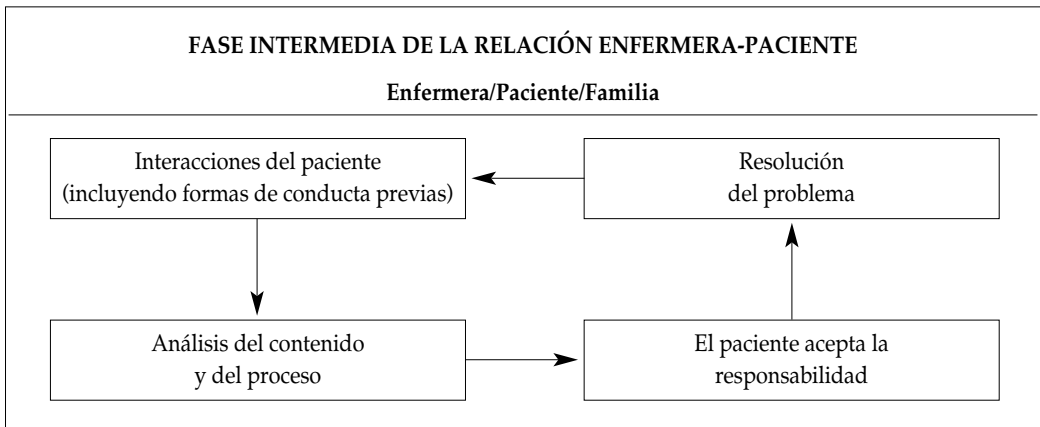 FASE INTERMEDIA DE LA RELACIÓN ENFERMERA-PACIENTE
Enfermera/Paciente/Familia
Interacciones del paciente
(incluyendo formas de conducta previas)
Resolución
del problema
Análisis del contenido
y del proceso
El paciente acepta la
responsabilidad